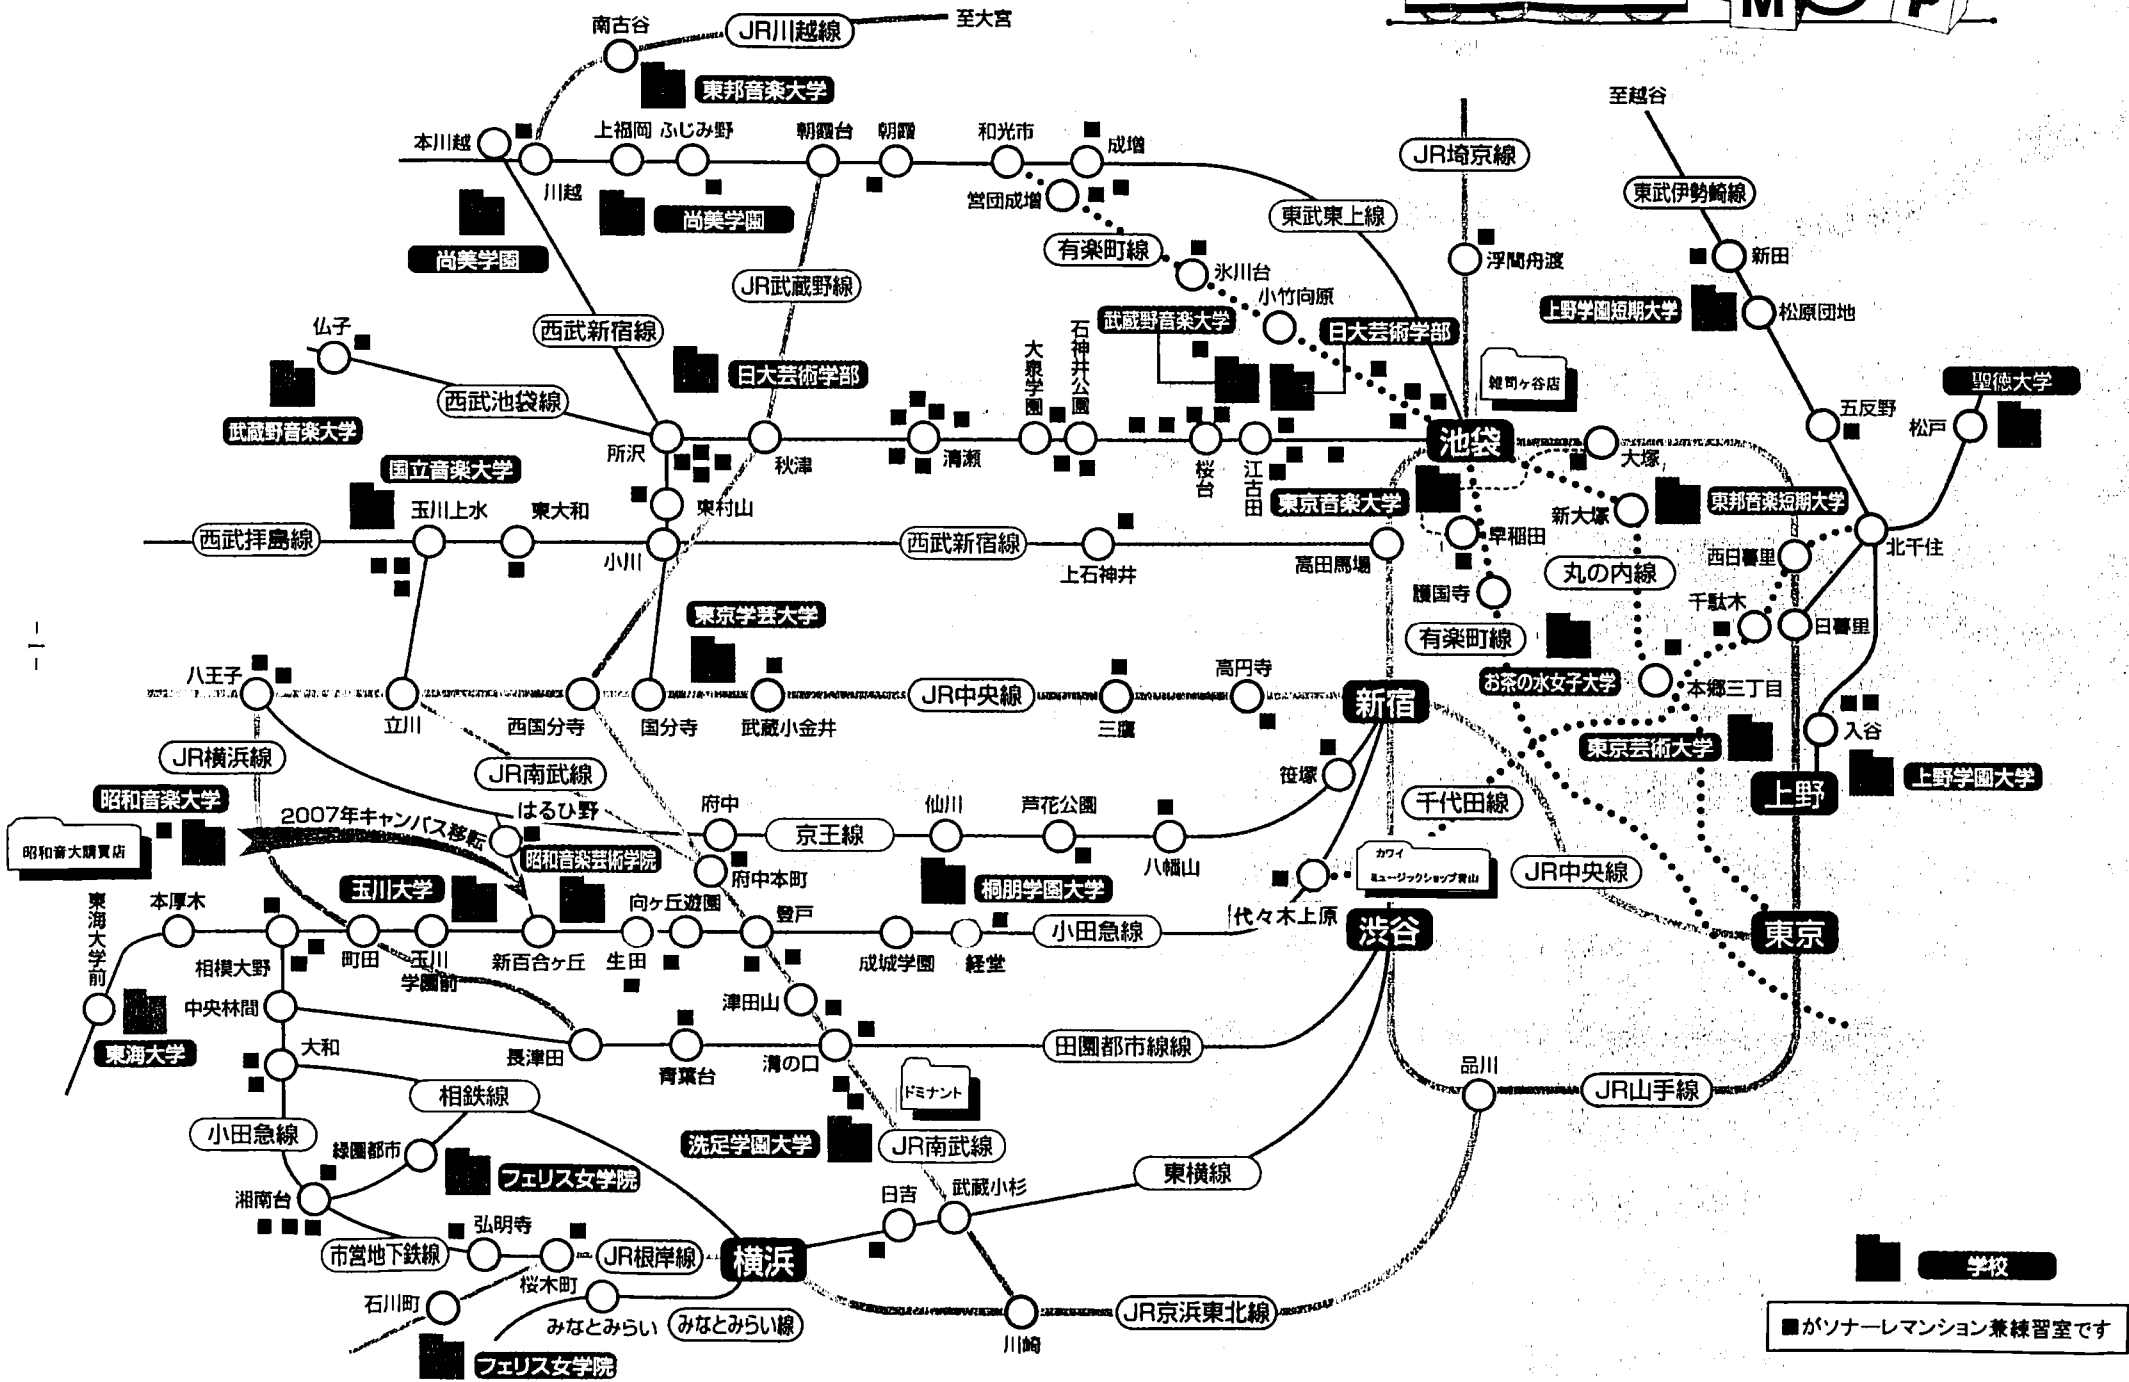 M P
南古谷
JR川越線
至大宮
東邦音楽大学
至越谷
本川越
上福岡
ふじみ野
朝霞台
朝霞
和光市
成増
JR埼京線
川越
営団成増
東武伊勢崎線
尚美学園
東武東上線
尚美学園
有楽町線
浮間舟渡
新田
氷川台
JR武蔵野線
小竹向原
上野学園短期大学
松原団地
仏子
西武新宿線
武蔵野音楽大学
日大芸術学部
石神井公園
大泉学園
日大芸術学部
雑司ヶ谷店
聖徳大学
西武池袋線
武蔵野音楽大学
五反野
松戸
所沢
秋津
清瀬
桜台
江古田
池袋
大塚
国立音楽大学
東京音楽大学
東邦音楽短期大学
玉川上水
東大和
東村山
新大塚
西武拝島線
小川
西武新宿線
上石神井
高田馬場
早稲田
西日暮里
北千住
丸の内線
護国寺
千駄木
東京学芸大学
有楽町線
日暮里
八王子
高円寺
お茶の水女子大学
本郷三丁目
JR中央線
新宿
立川
西国分寺
国分寺
武蔵小金井
三鷹
入谷
東京芸術大学
JR横浜線
JR南武線
笹塚
上野学園大学
上野
昭和音楽大学
2007年キャンパス移転
はるひ野
府中
京王線
仙川
芦花公園
千代田線
昭和音大購買店
昭和音楽芸術学院
八幡山
カワイ
ミュージックショップ青山
府中本町
JR中央線
玉川大学
桐朋学園大学
東海大学前
本厚木
向ヶ丘遊園
登戸
代々木上原
小田急線
渋谷
東京
相模大野
町田
玉川学園前
新百合ヶ丘
生田
成城学園
経堂
中央林間
津田山
東海大学
大和
長津田
青葉台
溝の口
田園都市線線
品川
相鉄線
ドミナント
JR山手線
小田急線
緑園都市
洗足学園大学
JR南武線
フェリス女学院
東横線
湘南台
日吉
武蔵小杉
弘明寺
市営地下鉄線
JR根岸線
横浜
桜木町
石川町
みなとみらい
みなとみらい線
川崎
JR京浜東北線
フェリス女学院
学校
■がソナーレマンション兼練習室です
- 1 -